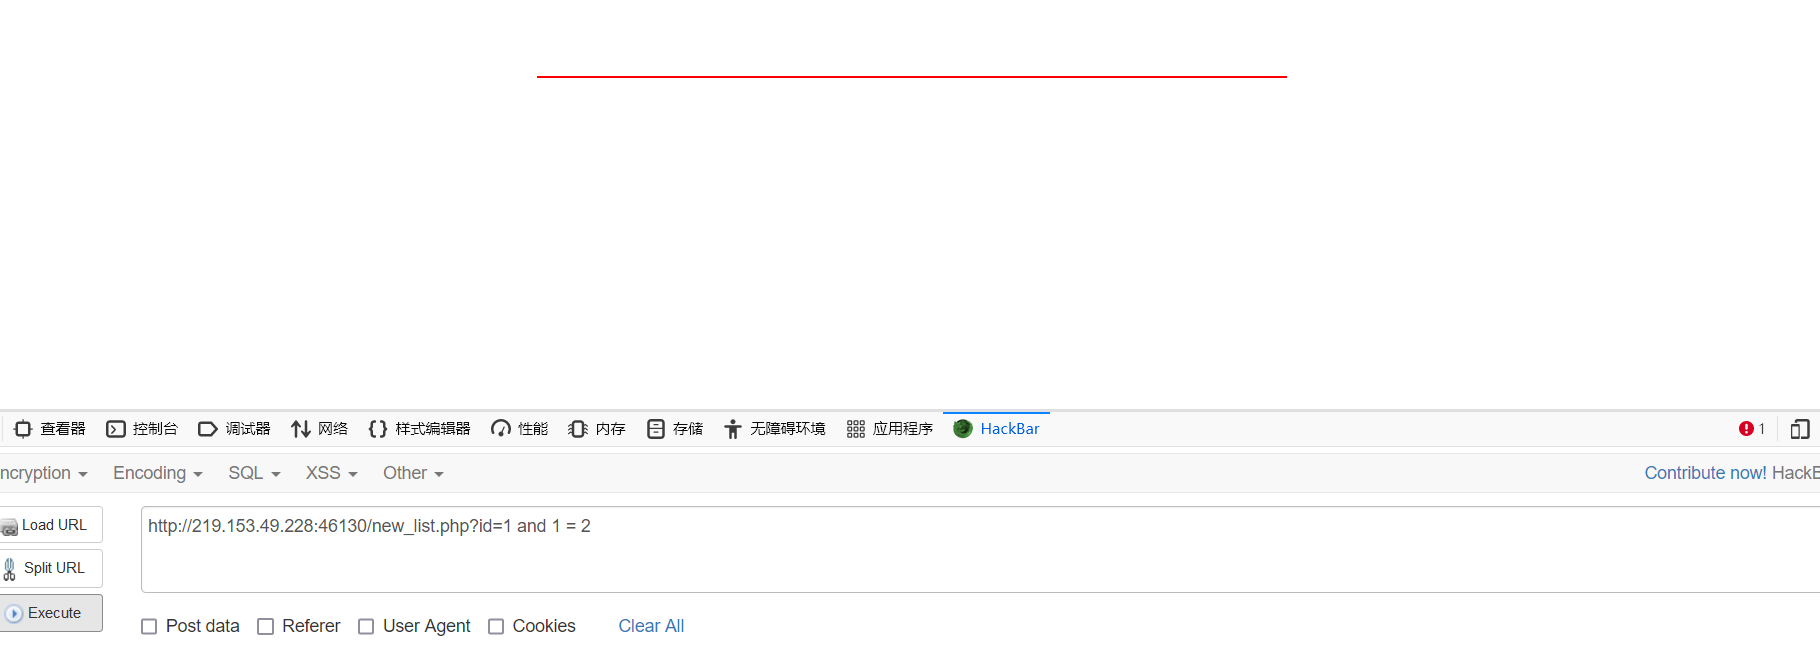 查看器 控制台 调试器 网络 样式编辑器 性能 内存 存储 无障碍环境 应用程序 HackBar 1
ncryption Encoding SQL XSS Other Contribute now! HackB
Load URL http://219.153.49.228:46130/new_list.php?id=1 and 1 = 2
Split URL
Execute
Post data Referer User Agent Cookies Clear All